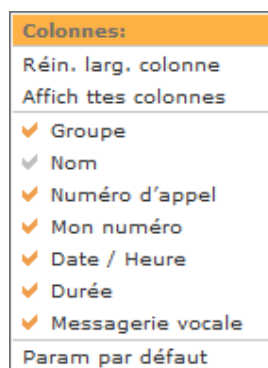 Colonnes:
Réin. larg. colonne
Affich ttes colonnes
Groupe
Nom
Numéro d'appel
Mon numéro
Date / Heure
Durée
Messagerie vocale
Param par défaut